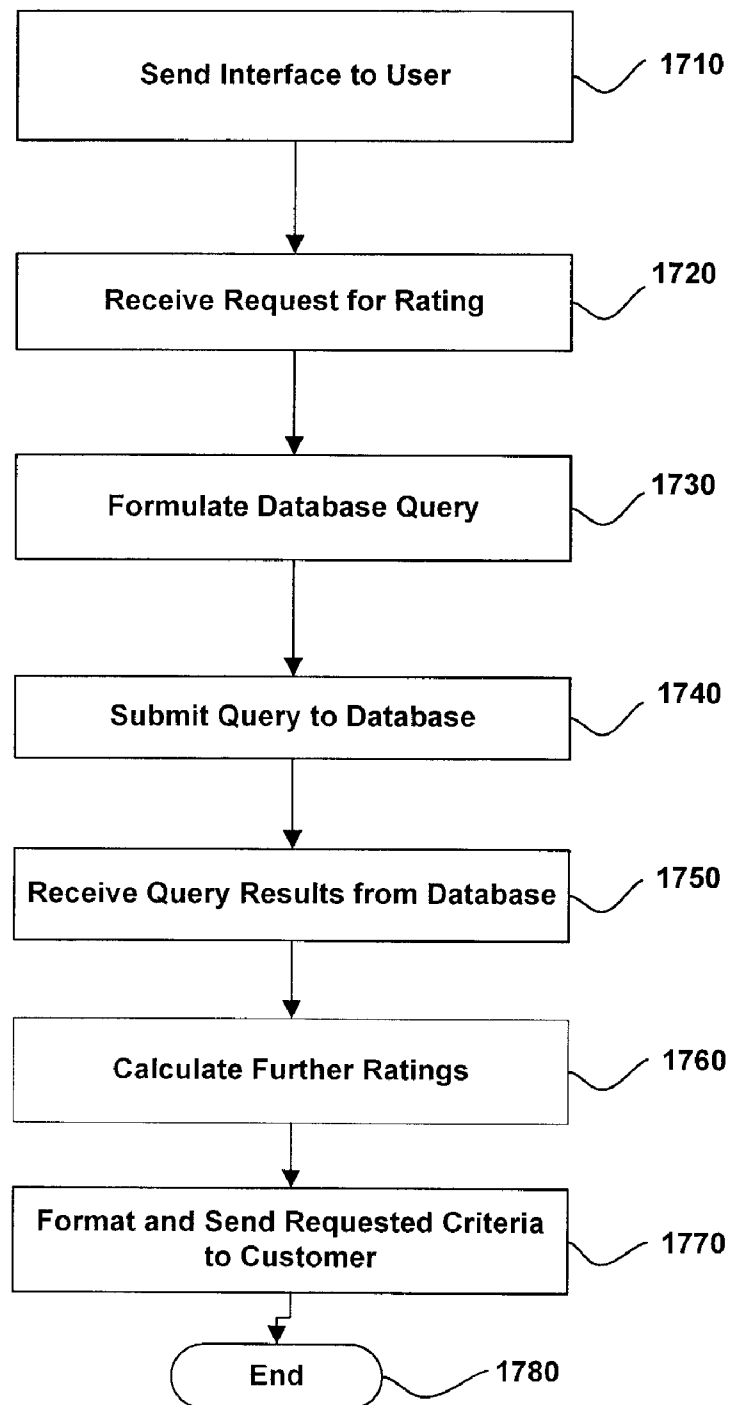 Send Interface to User
1710
Receive Request for Rating
1720
Formulate Database Query
1730
Submit Query to Database
1740
Receive Query Results from Database
1750
Calculate Further Ratings
1760
Format and Send Requested Criteria
to Customer
1770
End
1780